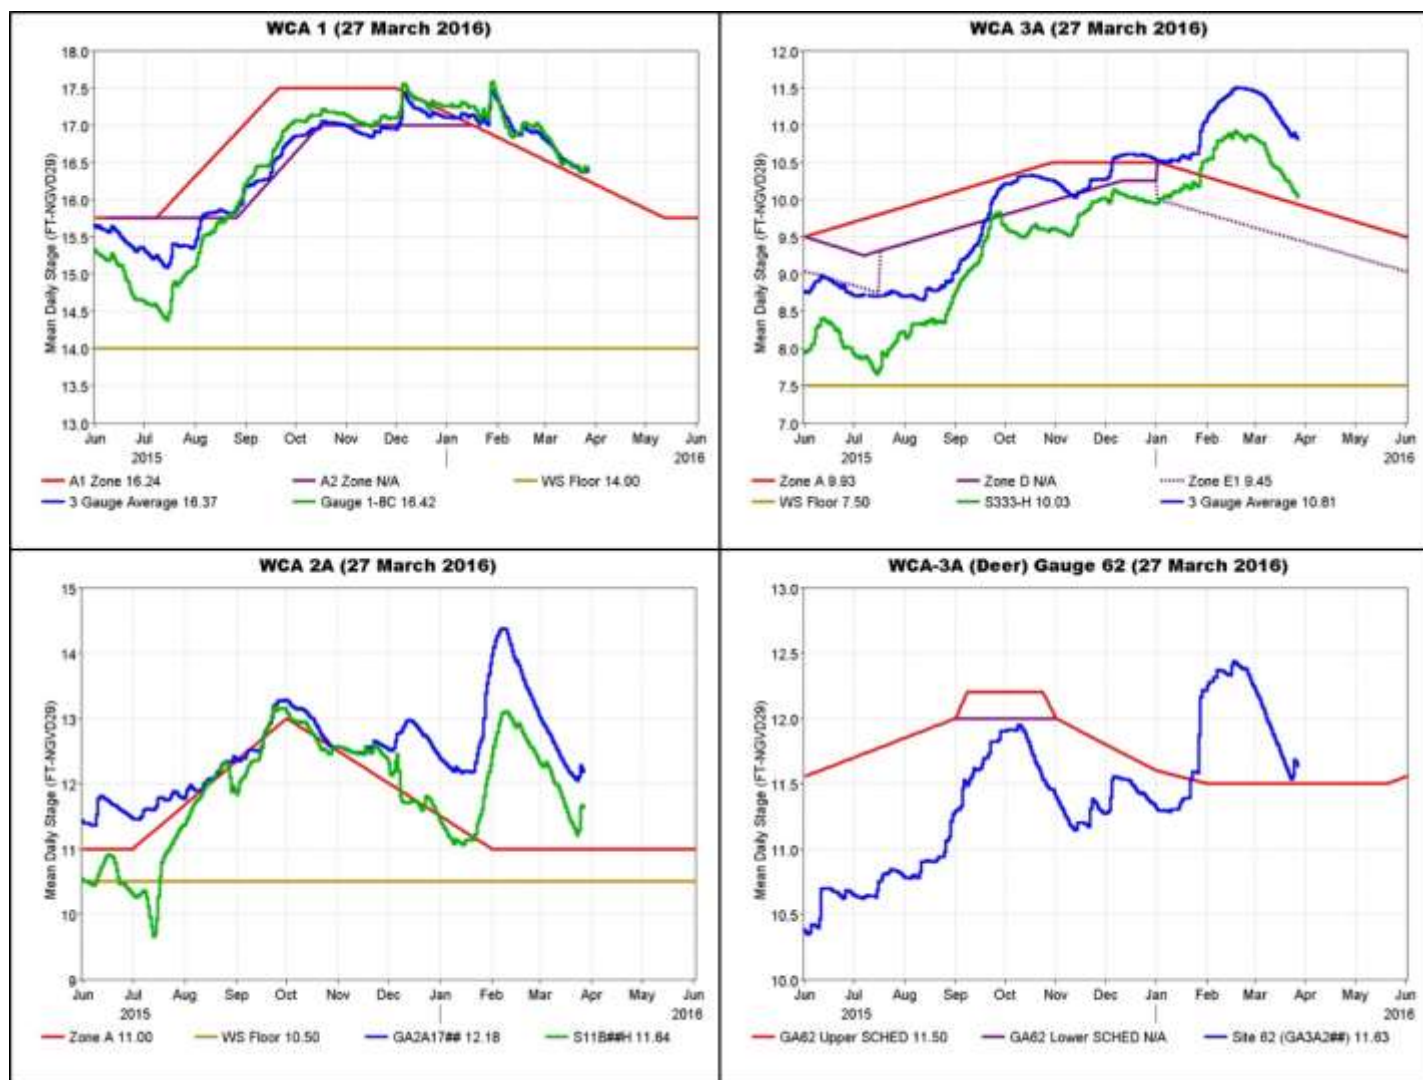 WCA 1 (27 March 2016)
Mean Daily Stage (FT-NGVD29)
18.0
17.5
17.0
16.5
16.0
15.5
15.0
14.5
14.0
13.5
13.0
Jun Jul Aug Sep Oct Nov Dec Jan Feb Mar Apr May Jun
2015 2016
A1 Zone 16.24 A2 Zone N/A WS Floor 14.00
3 Gauge Average 16.37 Gauge 1-8C 16.42
WCA 3A (27 March 2016)
Mean Daily Stage (FT-NGVD29)
12.0
11.5
11.0
10.5
10.0
9.5
9.0
8.5
8.0
7.5
7.0
Jun Jul Aug Sep Oct Nov Dec Jan Feb Mar Apr May Jun
2015 2016
Zone A 9.93 Zone D N/A Zone E1 9.45
WS Floor 7.50 S333-H 10.03 3 Gauge Average 10.81
WCA 2A (27 March 2016)
Mean Daily Stage (FT-NGVD29)
15
14
13
12
11
10
9
Jun Jul Aug Sep Oct Nov Dec Jan Feb Mar Apr May Jun
2015 2016
Zone A 11.00 WS Floor 10.50 GA2A17## 12.18 S11B##H 11.64
WCA-3A (Deer) Gauge 62 (27 March 2016)
Mean Daily Stage (FT-NGVD29)
13.0
12.5
12.0
11.5
11.0
10.5
10.0
Jun Jul Aug Sep Oct Nov Dec Jan Feb Mar Apr May Jun
2015 2016
GA62 Upper SCHED 11.50 GA62 Lower SCHED N/A Site 62 (GA3A2##) 11.63